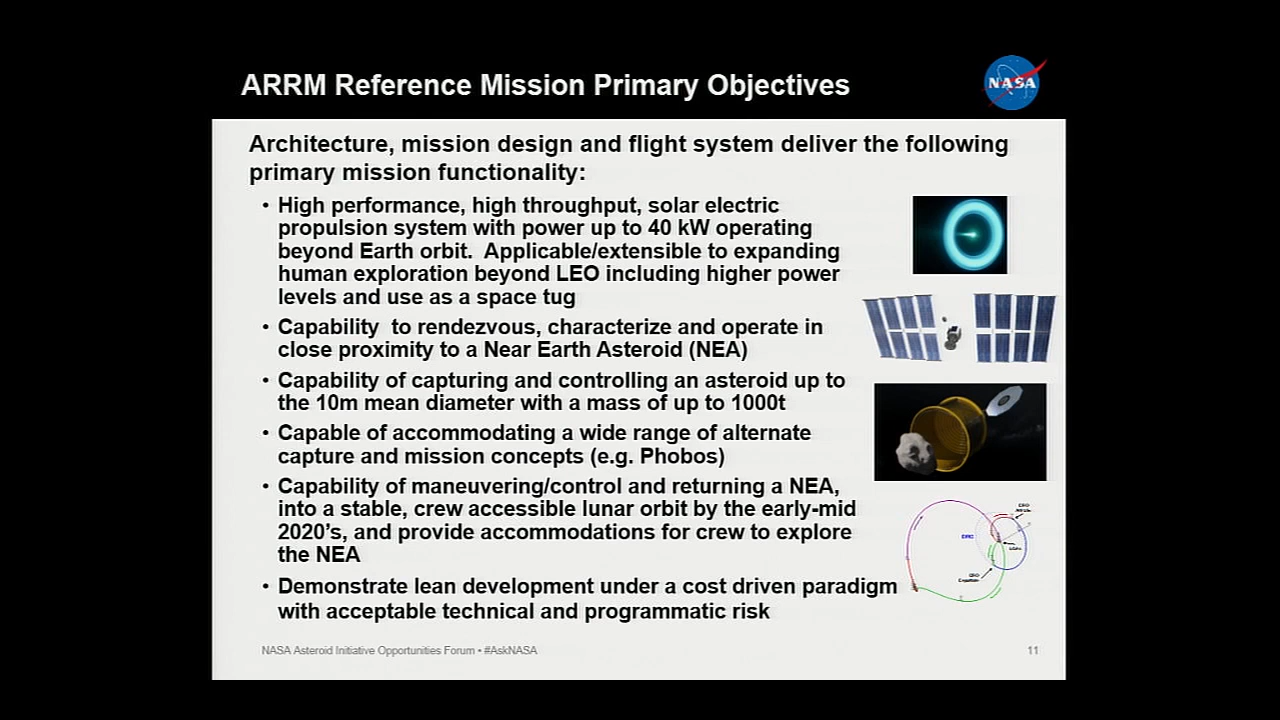 ARRM Reference Mission Primary Objectives
NASA
Architecture, mission design and flight system deliver the following
primary mission functionality:
• High performance, high throughput, solar electric
propulsion system with power up to 40 kW operating
beyond Earth orbit.  Applicable/extensible to expanding
human exploration beyond LEO including higher power
levels and use as a space tug
• Capability  to rendezvous, characterize and operate in
close proximity to a Near Earth Asteroid (NEA)
• Capability of capturing and controlling an asteroid up to
the 10m mean diameter with a mass of up to 1000t
• Capable of accommodating a wide range of alternate
capture and mission concepts (e.g. Phobos)
• Capability of maneuvering/control and returning a NEA,
into a stable, crew accessible lunar orbit by the early-mid
2020’s, and provide accommodations for crew to explore
the NEA
• Demonstrate lean development under a cost driven paradigm
with acceptable technical and programmatic risk
NASA Asteroid Initiative Opportunities Forum • #AskNASA
11